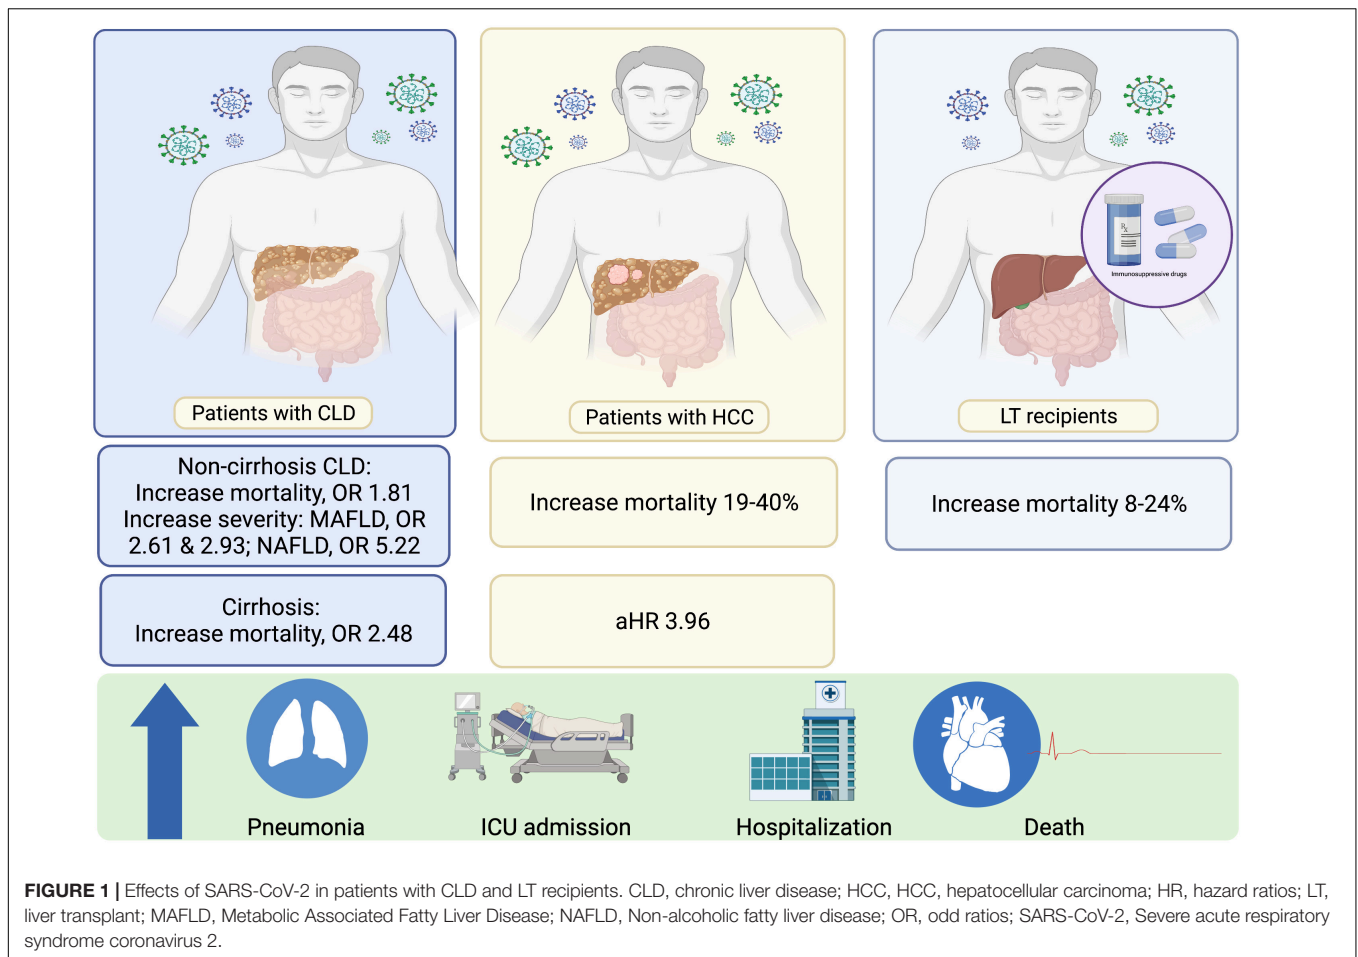 Rx
Immunosuppressive drugs
Patients with CLD
Patients with HCC
LT recipients
Non-cirrhosis CLD:
Increase mortality, OR 1.81
Increase severity: MAFLD, OR
2.61 & 2.93; NAFLD, OR 5.22
Increase mortality 19-40%
Increase mortality 8-24%
Cirrhosis:
Increase mortality, OR 2.48
aHR 3.96
Pneumonia
ICU admission
Hospitalization
Death
FIGURE 1 | Effects of SARS-CoV-2 in patients with CLD and LT recipients. CLD, chronic liver disease; HCC, HCC, hepatocellular carcinoma; HR, hazard ratios; LT,
liver transplant; MAFLD, Metabolic Associated Fatty Liver Disease; NAFLD, Non-alcoholic fatty liver disease; OR, odd ratios; SARS-CoV-2, Severe acute respiratory
syndrome coronavirus 2.